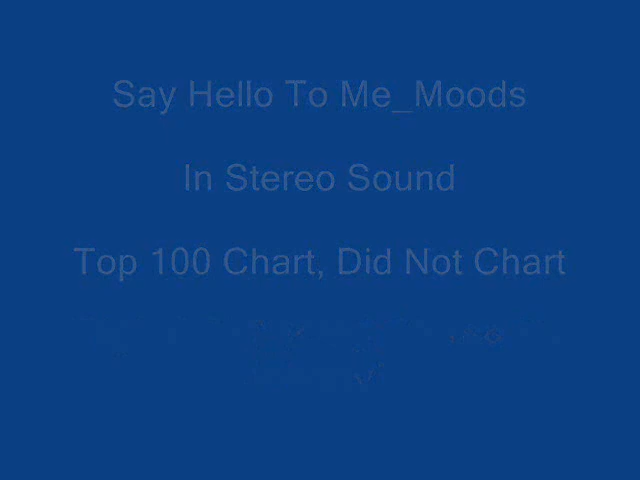 Say Hello To Me_Moods
In Stereo Sound
Top 100 Chart, Did Not Chart